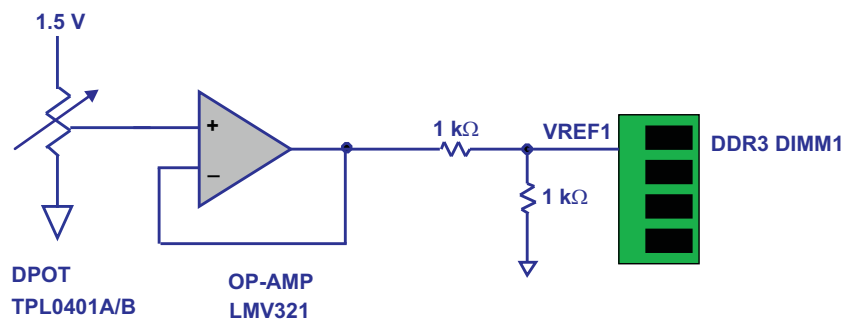 1.5 V
+
−
1 kΩ
VREF1
DDR3 DIMM1
1 kΩ
DPOT
TPL0401A/B
OP-AMP
LMV321